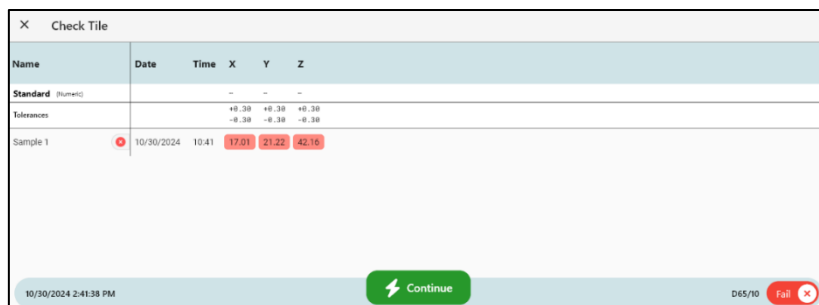 Check Tile
Name Date Time X Y Z
Standard (Numeric) – – –
Tolerances +0.30 +0.30 +0.30
-0.30 -0.30 -0.30
Sample 1 10/30/2024 10:41 17.01 21.22 42.16
10/30/2024 2:41:38 PM Continue D65/10 Fail